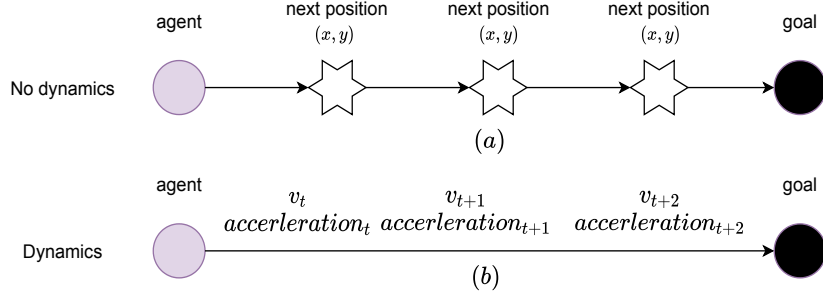 agent
next position
(x, y)
next position
(x, y)
next position
(x, y)
goal
No dynamics
(a)
agent
goal
v_t
accerleration_t
v_{t+1}
accerleration_{t+1}
v_{t+2}
accerleration_{t+2}
Dynamics
(b)